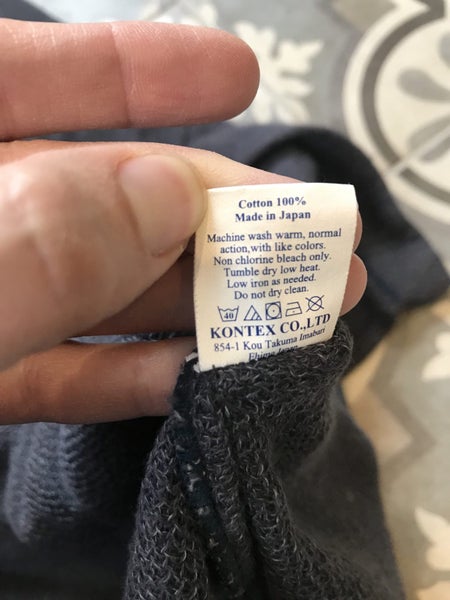 Cotton 100%
Made in Japan
Machine wash warm, normal
action,with like colors.
Non chlorine bleach only.
Tumble dry low heat.
Low iron as needed.
Do not dry clean.
40
KONTEX CO.,LTD
854-1 Kou Takuma Imabari
Ehime Japan